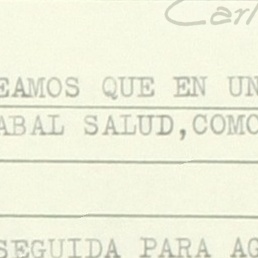 Carl
EAMOS QUE EN UN
ABAL SALUD,COMO
SEGUIDA PARA AG